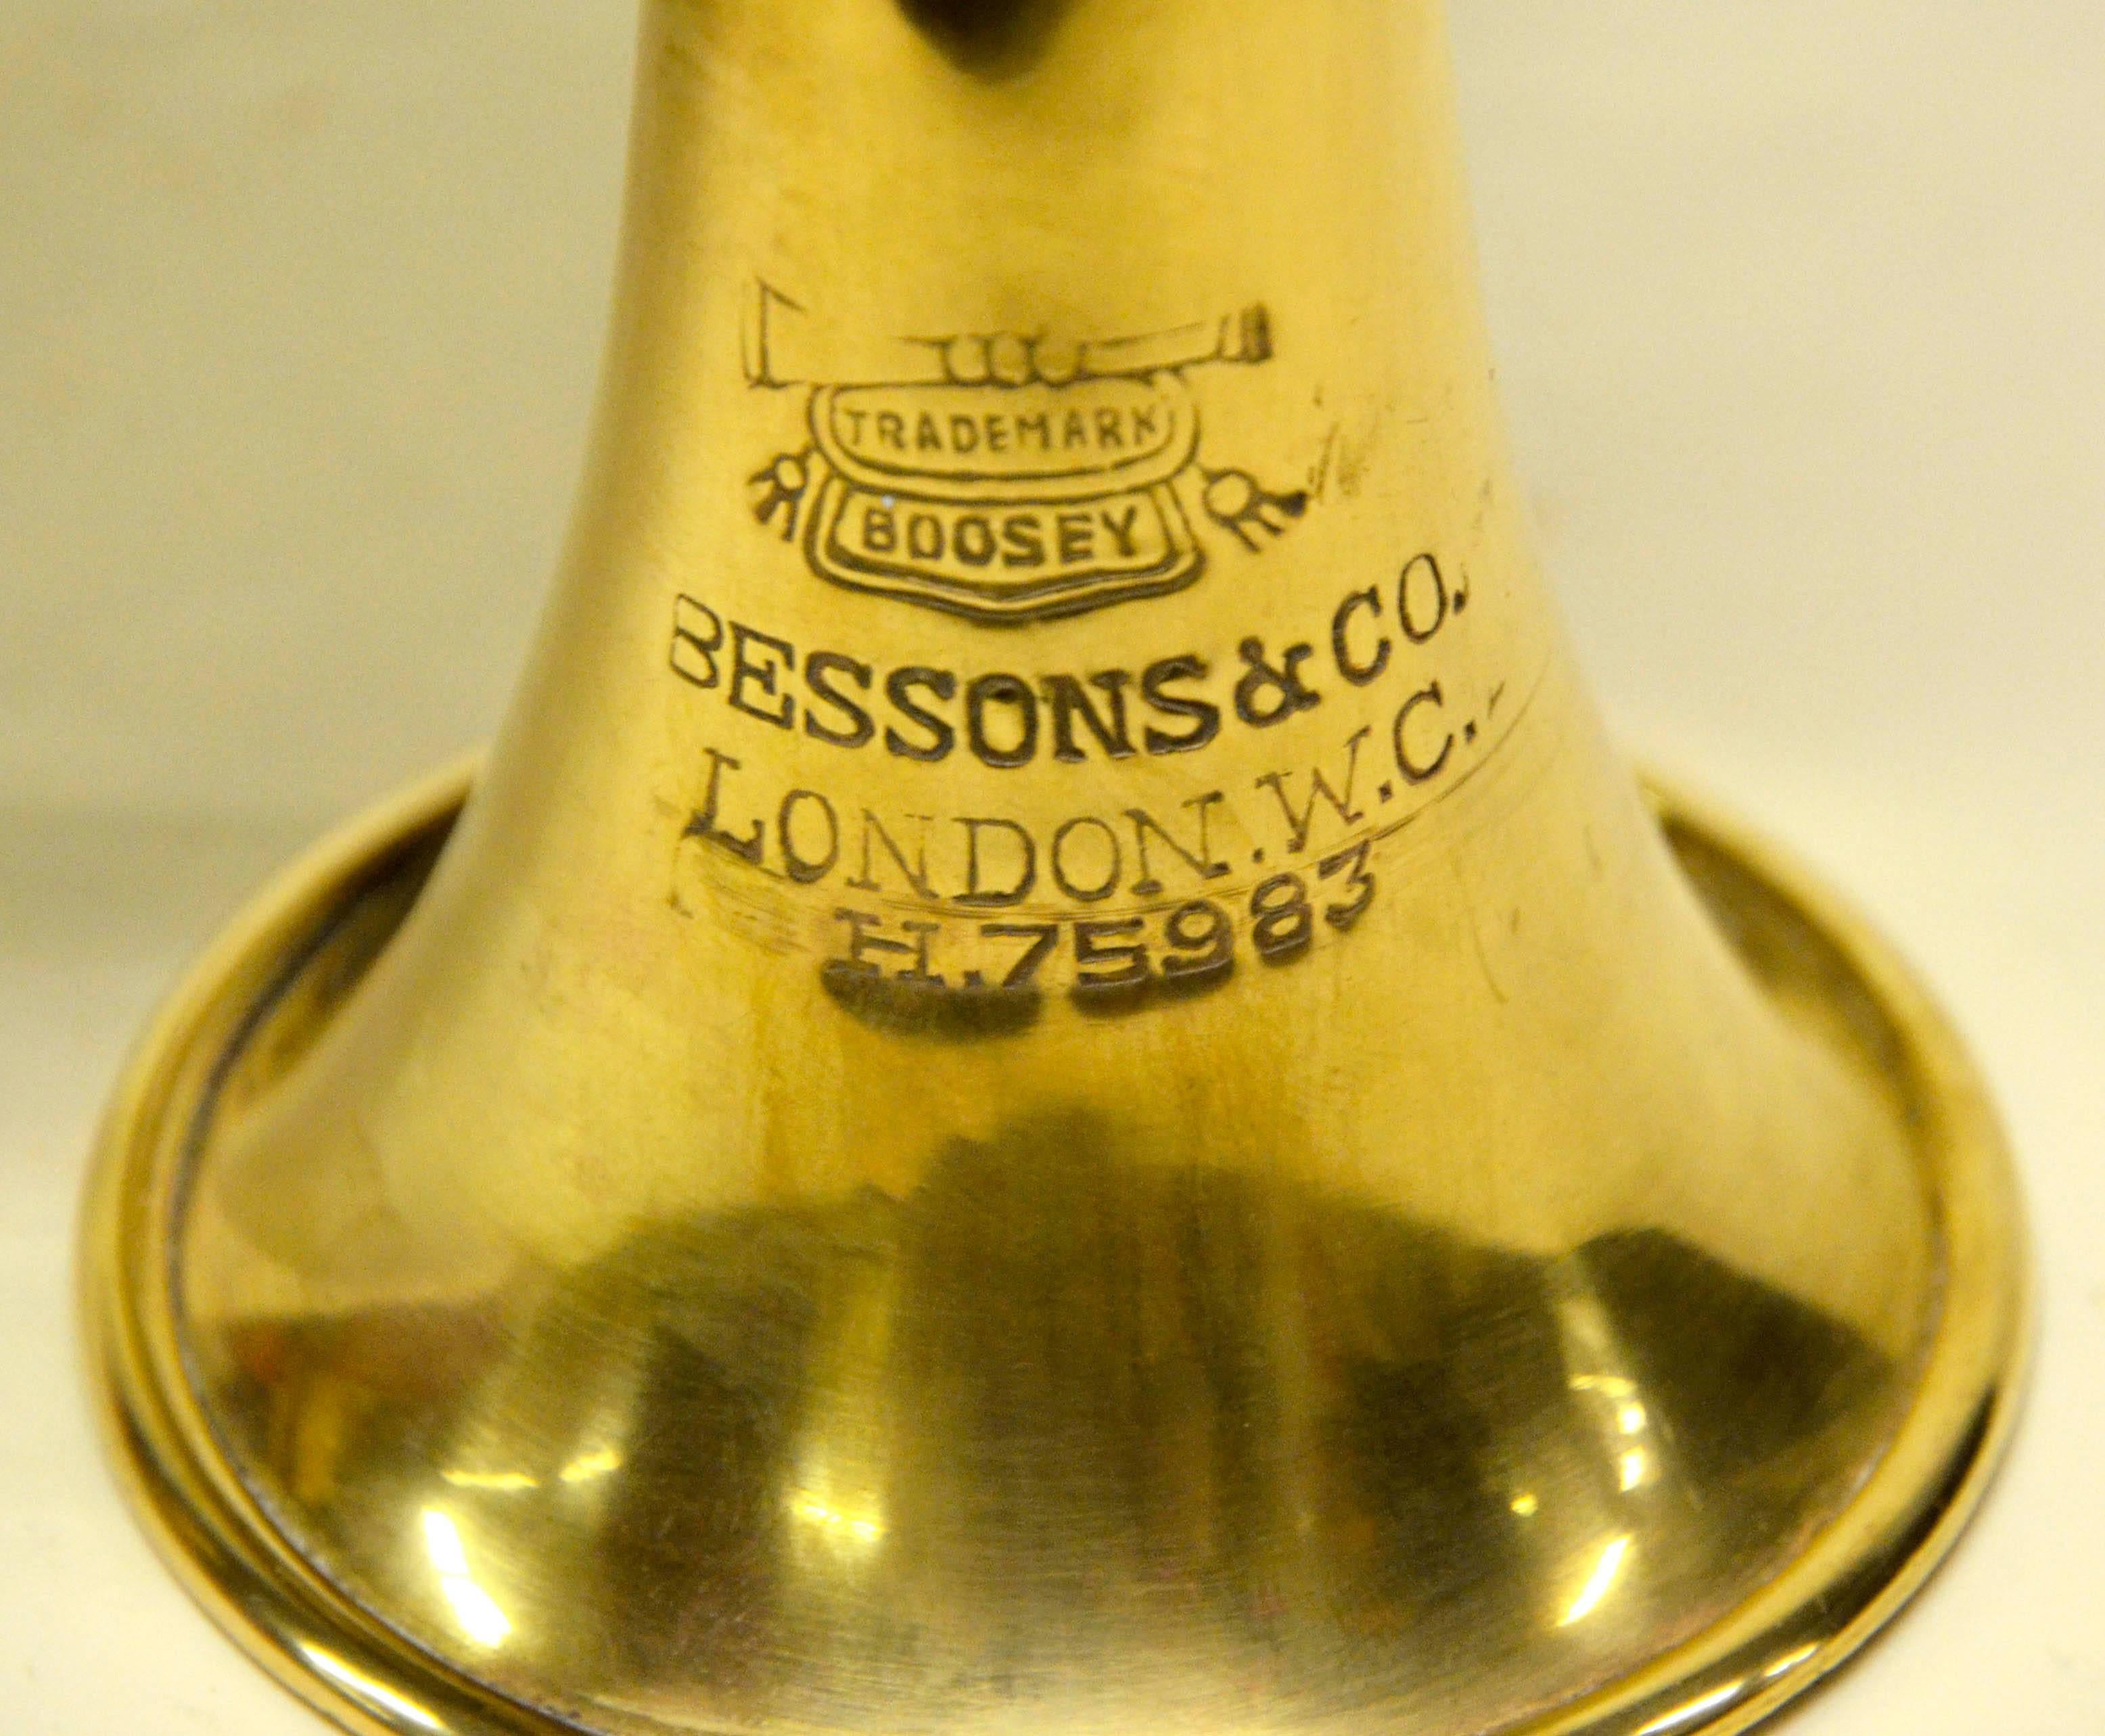 TRADEMARK
BOOSEY
BESSONS & CO.
LONDON. W.C.
H.75983